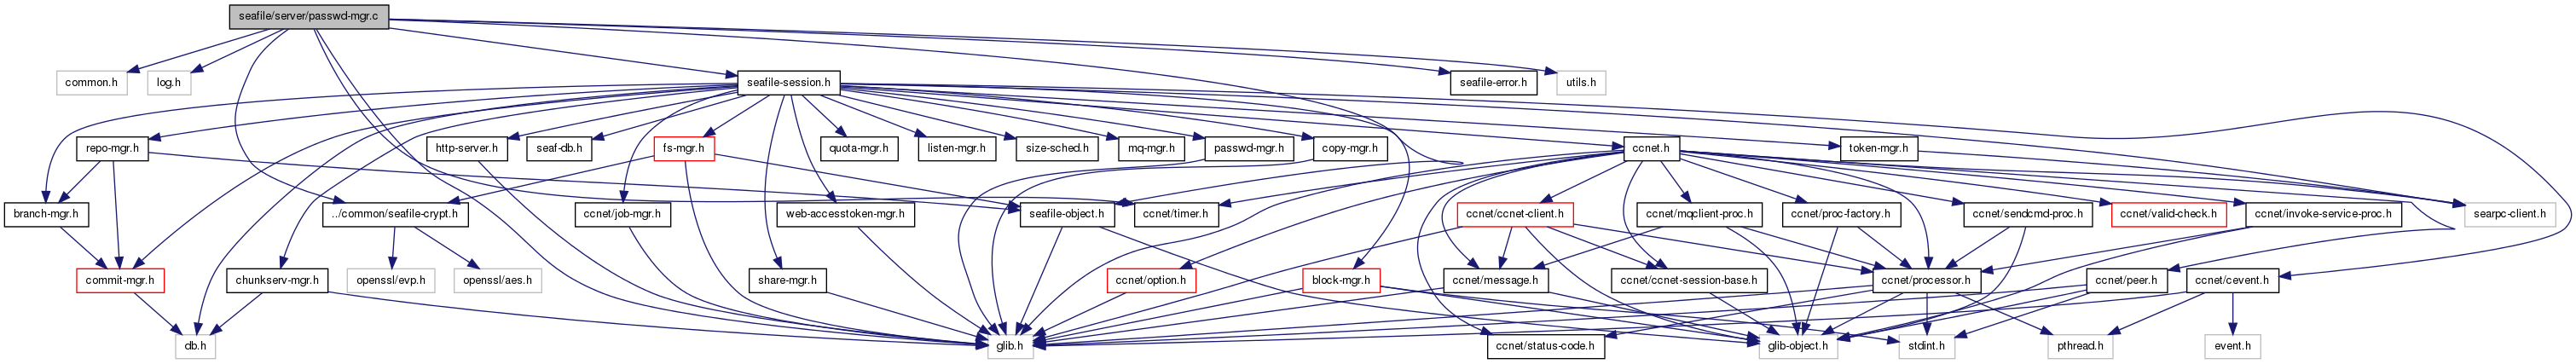 seafile/server/passwd-mgr.c
common.h
log.h
seafile-session.h
seafile-error.h
utils.h
repo-mgr.h
http-server.h
seaf-db.h
fs-mgr.h
quota-mgr.h
listen-mgr.h
size-sched.h
mq-mgr.h
passwd-mgr.h
copy-mgr.h
ccnet.h
token-mgr.h
branch-mgr.h
../common/seafile-crypt.h
ccnet/job-mgr.h
web-accesstoken-mgr.h
seafile-object.h
ccnet/timer.h
ccnet/ccnet-client.h
ccnet/mqclient-proc.h
ccnet/proc-factory.h
ccnet/sendcmd-proc.h
ccnet/valid-check.h
ccnet/invoke-service-proc.h
searpc-client.h
commit-mgr.h
chunkserv-mgr.h
openssl/evp.h
openssl/aes.h
share-mgr.h
ccnet/option.h
block-mgr.h
ccnet/message.h
ccnet/ccnet-session-base.h
ccnet/processor.h
ccnet/peer.h
ccnet/cevent.h
db.h
glib.h
ccnet/status-code.h
glib-object.h
stdint.h
pthread.h
event.h